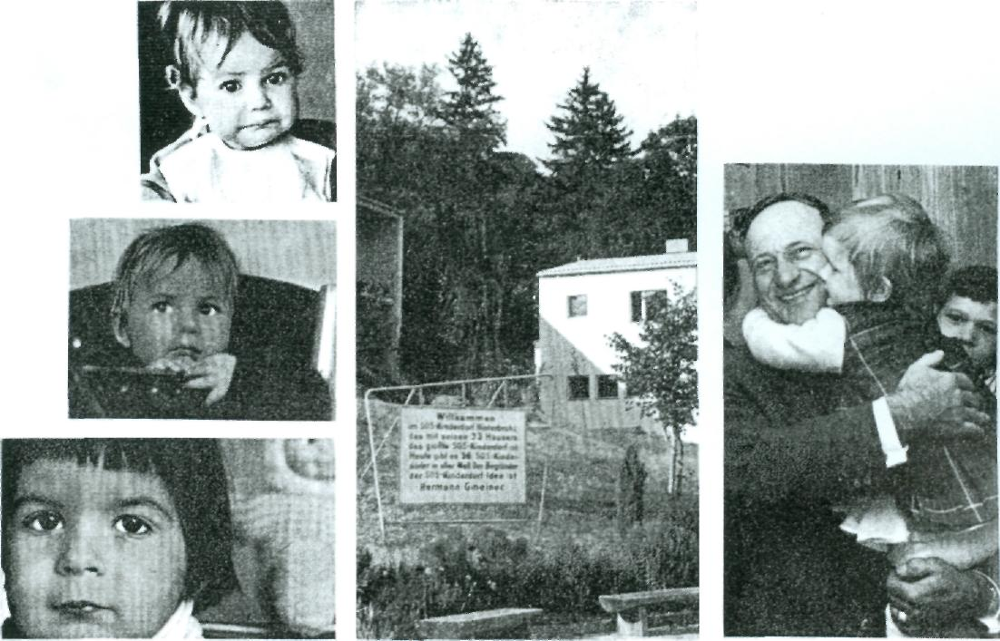 Willkommen
im SOS-Kinderdorf Hinterbrühl,
das mit seinen 23 Häusern
das größte SOS-Kinderdorf ist
Heute gibt es SOS-Kinder-
dörfer in aller Welt Der Begründer
der SOS-Kinderdorf-Idee ist
Hermann Gmeiner